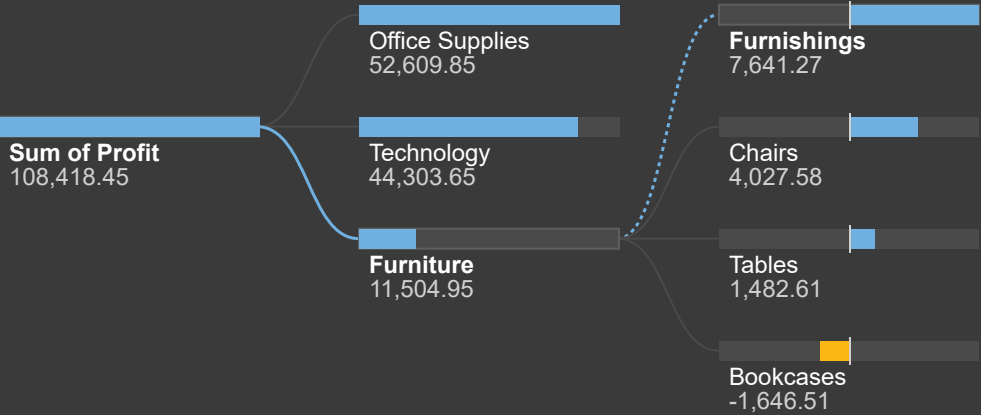 Sum of Profit
108,418.45
Office Supplies
52,609.85
Technology
44,303.65
Furniture
11,504.95
Furnishings
7,641.27
Chairs
4,027.58
Tables
1,482.61
Bookcases
-1,646.51